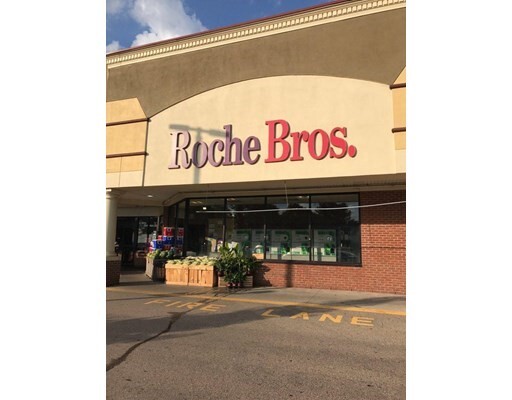 Roche Bros.
FIRE LANE